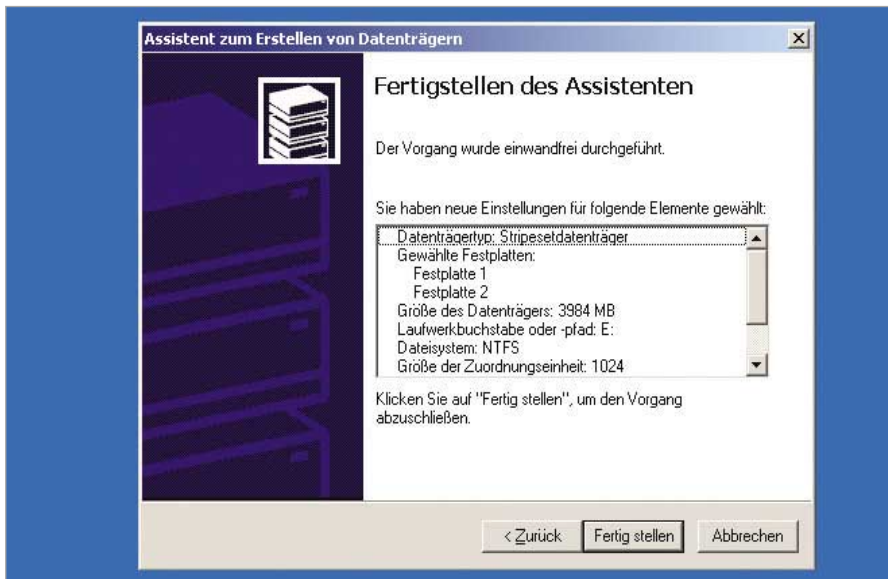 Assistent zum Erstellen von Datenträgern
Fertigstellen des Assistenten
Der Vorgang wurde einwandfrei durchgeführt.
Sie haben neue Einstellungen für folgende Elemente gewählt:
Datenträgertyp: Stripesetdatenträger
Gewählte Festplatten:
Festplatte 1
Festplatte 2
Größe des Datenträgers: 3984 MB
Laufwerkbuchstabe oder -pfad: E:
Dateisystem: NTFS
Größe der Zuordnungseinheit: 1024
Klicken Sie auf "Fertig stellen", um den Vorgang
abzuschließen.
< Zurück Fertig stellen Abbrechen